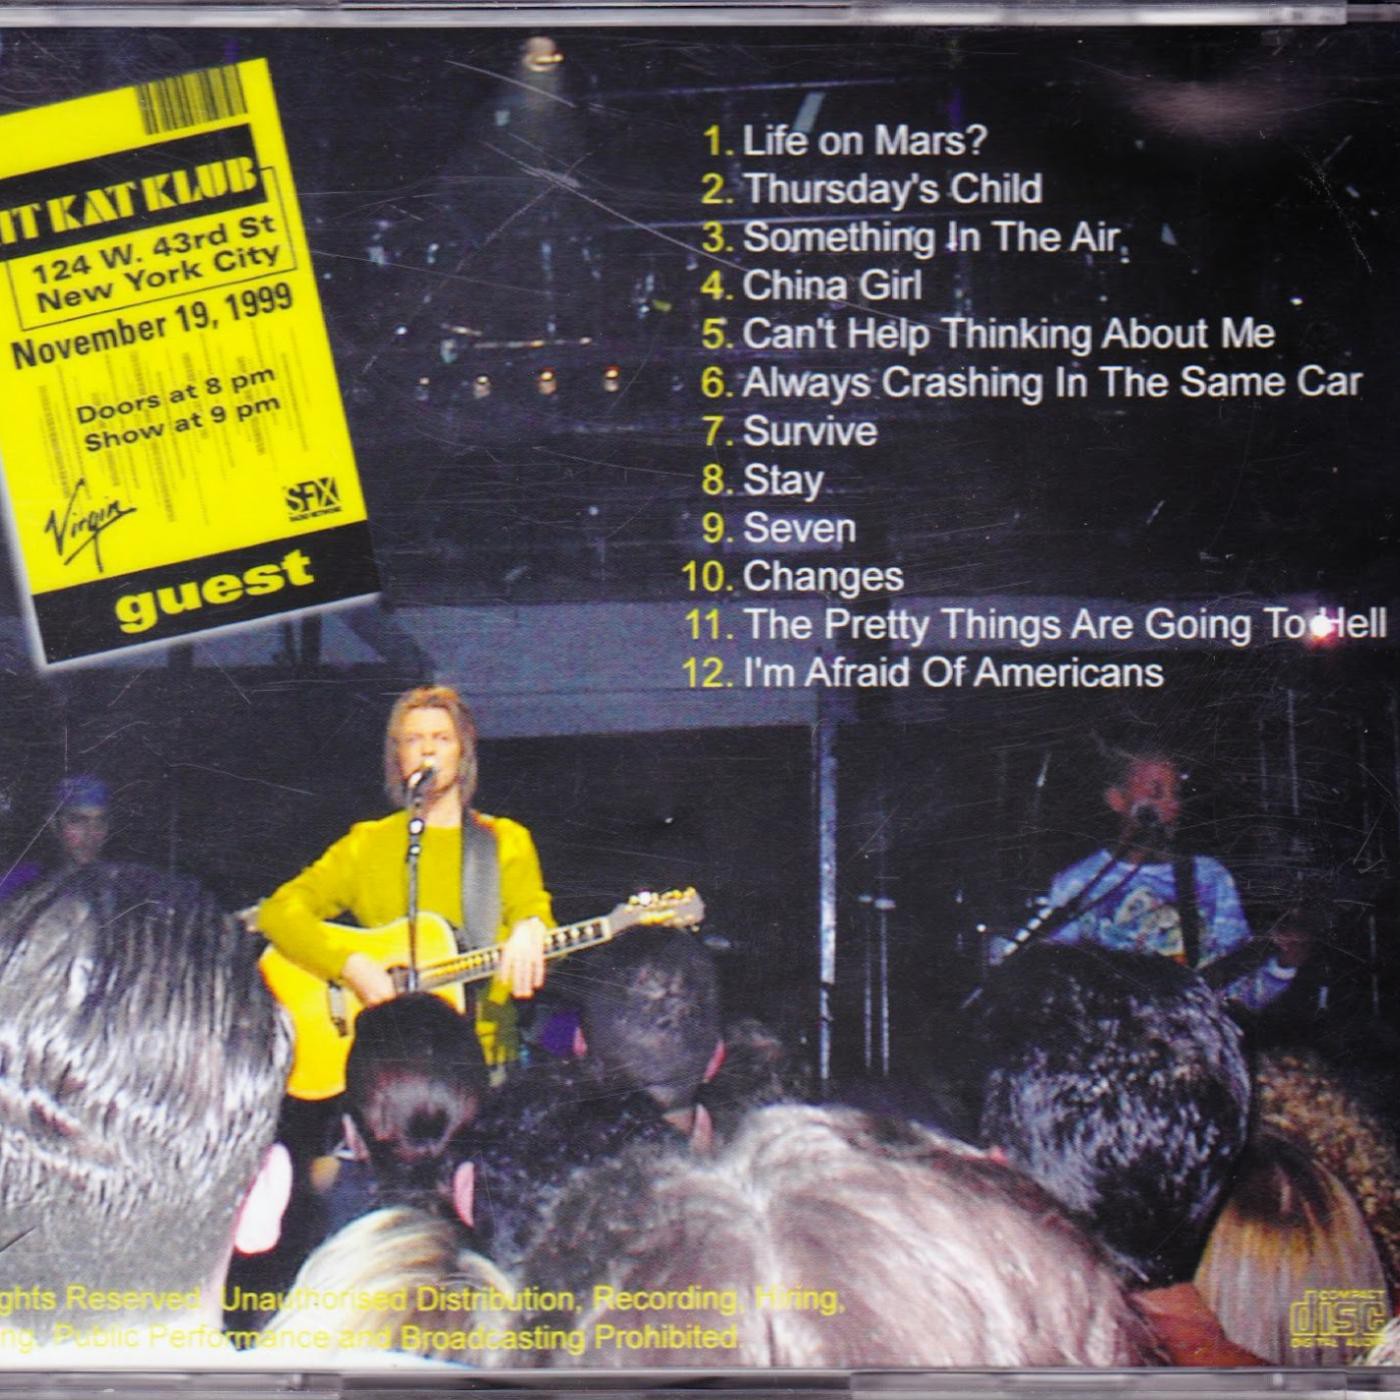 IT KAT KLUB
124 W. 43rd St
New York City
November 19, 1999
Doors at 8 pm
Show at 9 pm
Virgin
SFX
RADIO NETWORK
guest
1. Life on Mars?
2. Thursday's Child
3. Something In The Air
4. China Girl
5. Can't Help Thinking About Me
6. Always Crashing In The Same Car
7. Survive
8. Stay
9. Seven
10. Changes
11. The Pretty Things Are Going To Hell
12. I'm Afraid Of Americans
ghts Reserved. Unauthorised Distribution, Recording, Hiring,
ng. Public Performance and Broadcasting Prohibited.
COMPACT
disc
DIGITAL AUDIO